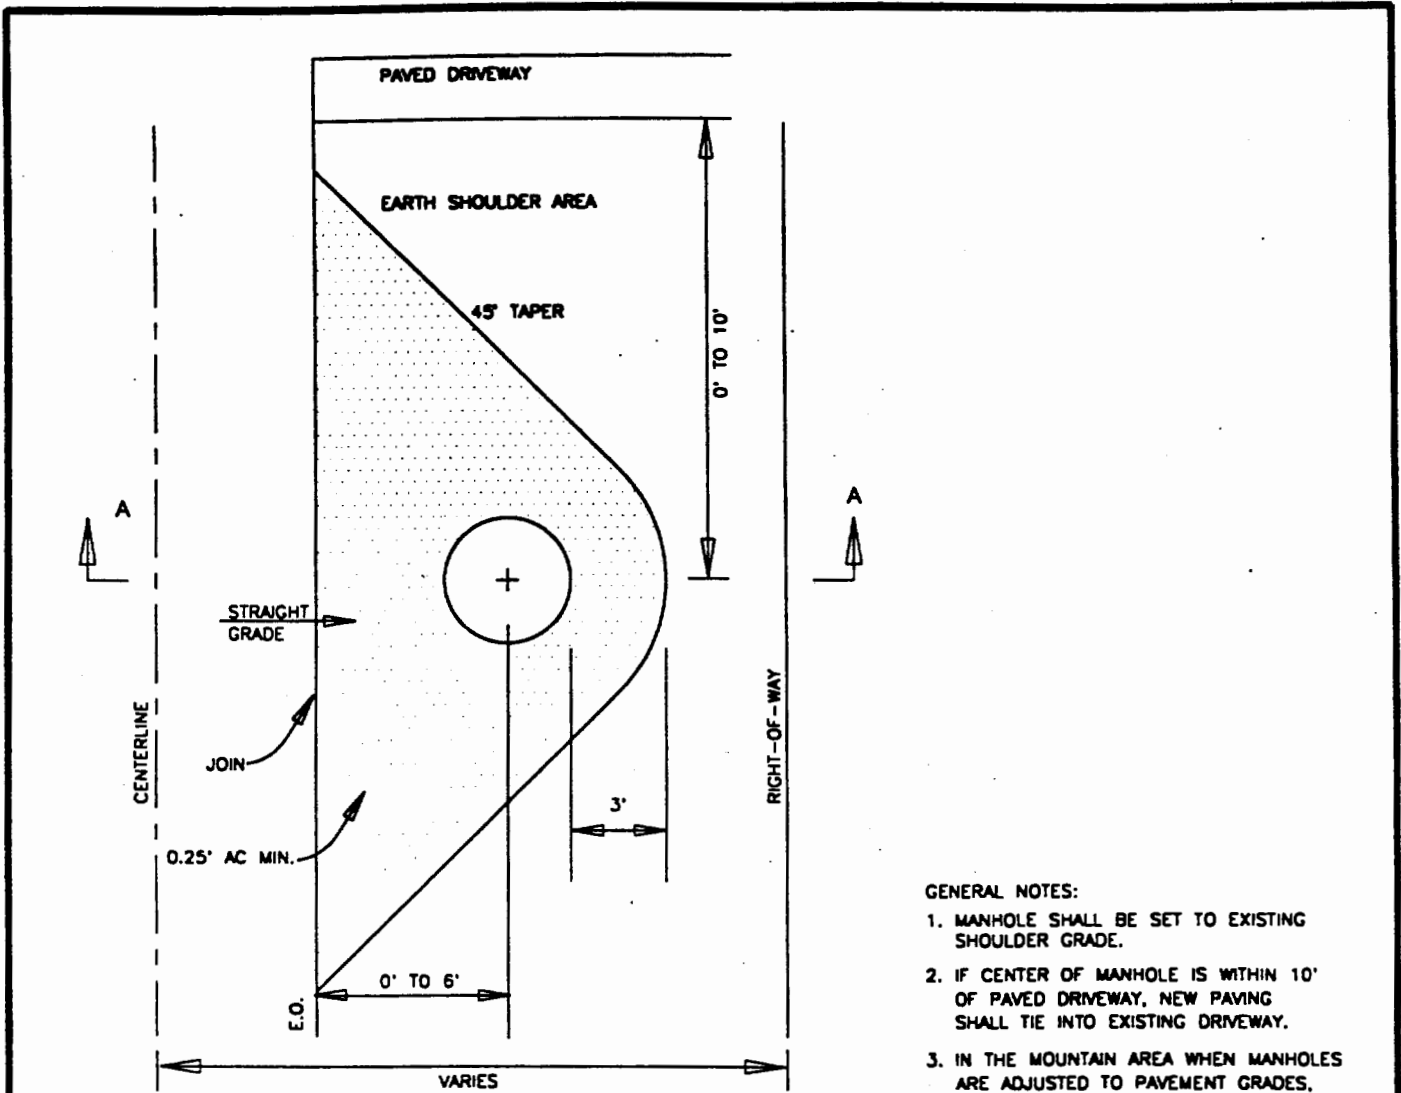 PAVED DRIVEWAY
EARTH SHOULDER AREA
45° TAPER
0' TO 10'
A
A
STRAIGHT
GRADE
CENTERLINE
JOIN
RIGHT-OF-WAY
3'
0.25' AC MIN.
0' TO 6'
E.O.
VARIES
GENERAL NOTES:
1. MANHOLE SHALL BE SET TO EXISTING
SHOULDER GRADE.
2. IF CENTER OF MANHOLE IS WITHIN 10'
OF PAVED DRIVEWAY, NEW PAVING
SHALL TIE INTO EXISTING DRIVEWAY.
3. IN THE MOUNTAIN AREA WHEN MANHOLES
ARE ADJUSTED TO PAVEMENT GRADES,